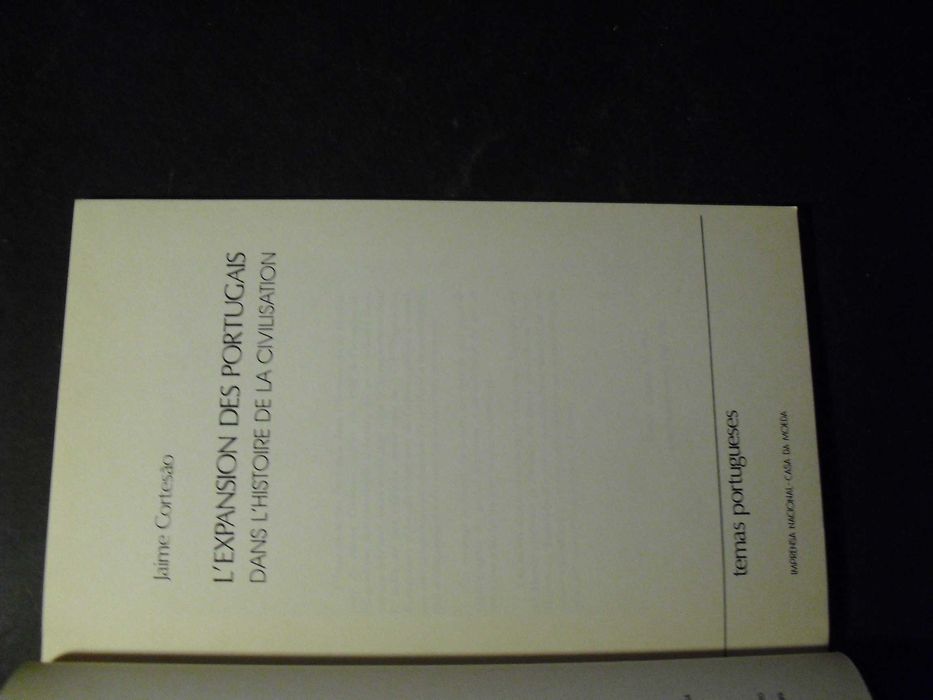 Jaime Cortesão
L'EXPANSION DES PORTUGAIS
DANS L'HISTOIRE DE LA CIVILISATION
temas portugueses
IMPRENSA NACIONAL-CASA DA MOEDA